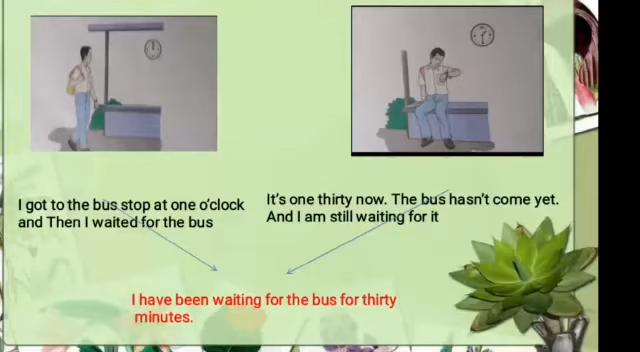 I got to the bus stop at one o'clock
and Then I waited for the bus
It's one thirty now. The bus hasn't come yet.
And I am still waiting for it
I have been waiting for the bus for thirty
minutes.